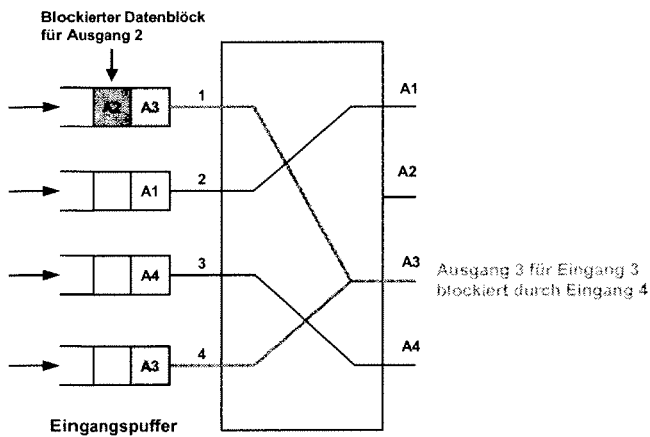 Blockierter Datenblöck
für Ausgang 2
A2 A3
1
A1
2
A4
3
A3
4
Eingangspuffer
A1
A2
A3
A4
Ausgang 3 für Eingang 3
blockiert durch Eingang 4